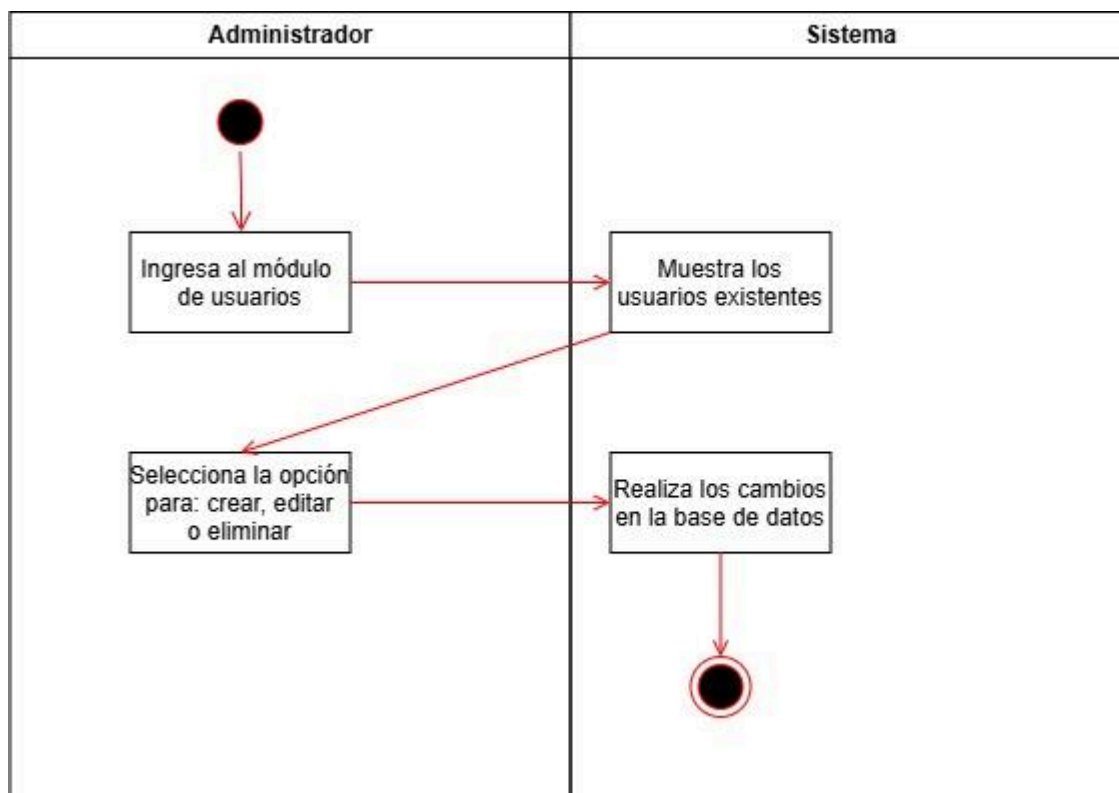 Administrador
Sistema
Ingresa al módulo
de usuarios
Muestra los
usuarios existentes
Selecciona la opción
para: crear, editar
o eliminar
Realiza los cambios
en la base de datos